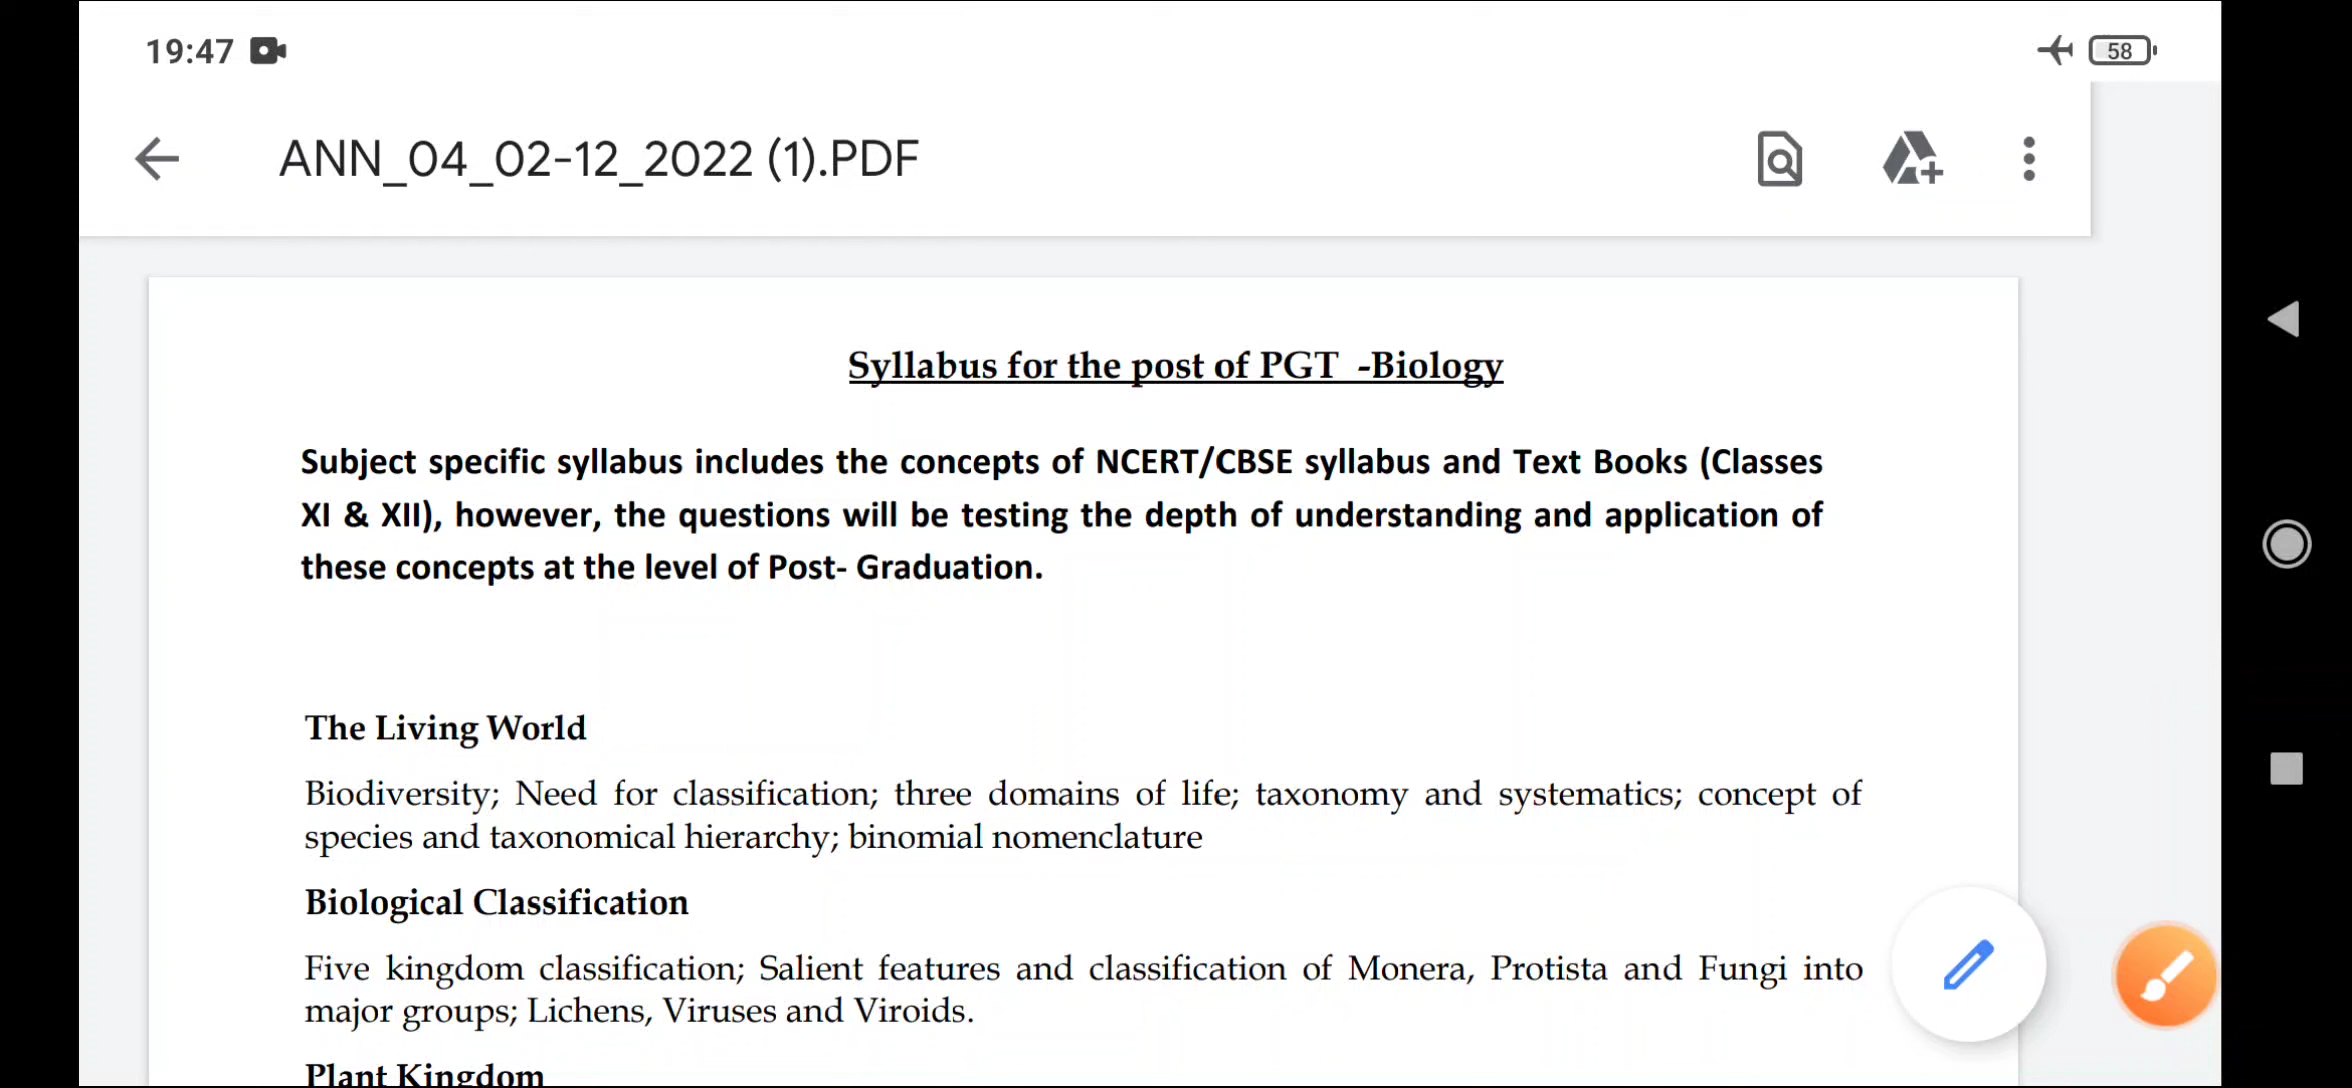 19:47
58
ANN_04_02-12_2022 (1).PDF
Syllabus for the post of PGT -Biology
Subject specific syllabus includes the concepts of NCERT/CBSE syllabus and Text Books (Classes
XI & XII), however, the questions will be testing the depth of understanding and application of
these concepts at the level of Post- Graduation.
The Living World
Biodiversity; Need for classification; three domains of life; taxonomy and systematics; concept of
species and taxonomical hierarchy; binomial nomenclature
Biological Classification
Five kingdom classification; Salient features and classification of Monera, Protista and Fungi into
major groups; Lichens, Viruses and Viroids.
Plant Kingdom